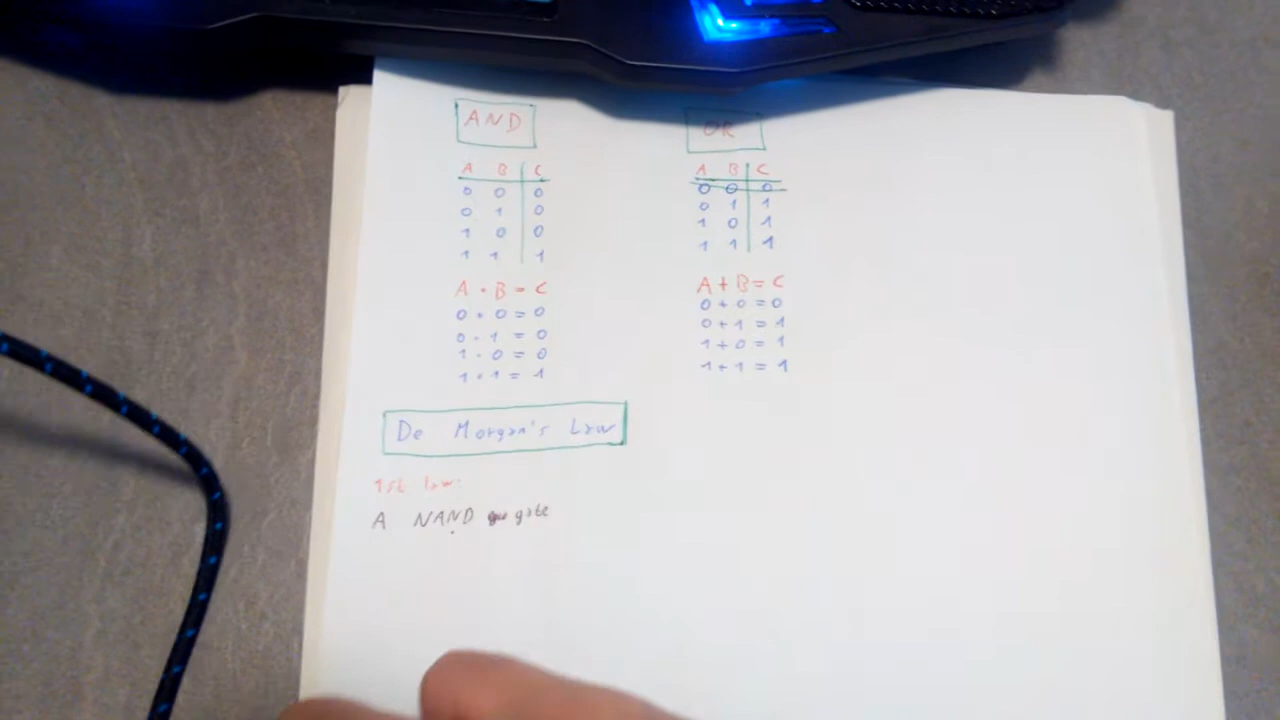 AND
A B C
0 0 0
0 1 0
1 0 0
1 1 1
A · B = C
0 · 0 = 0
0 · 1 = 0
1 · 0 = 0
1 · 1 = 1
OR
A B C
0 0 0
0 1 1
1 0 1
1 1 1
A + B = C
0 + 0 = 0
0 + 1 = 1
1 + 0 = 1
1 + 1 = 1
De Morgan's Law
1st law:
A NAND gate